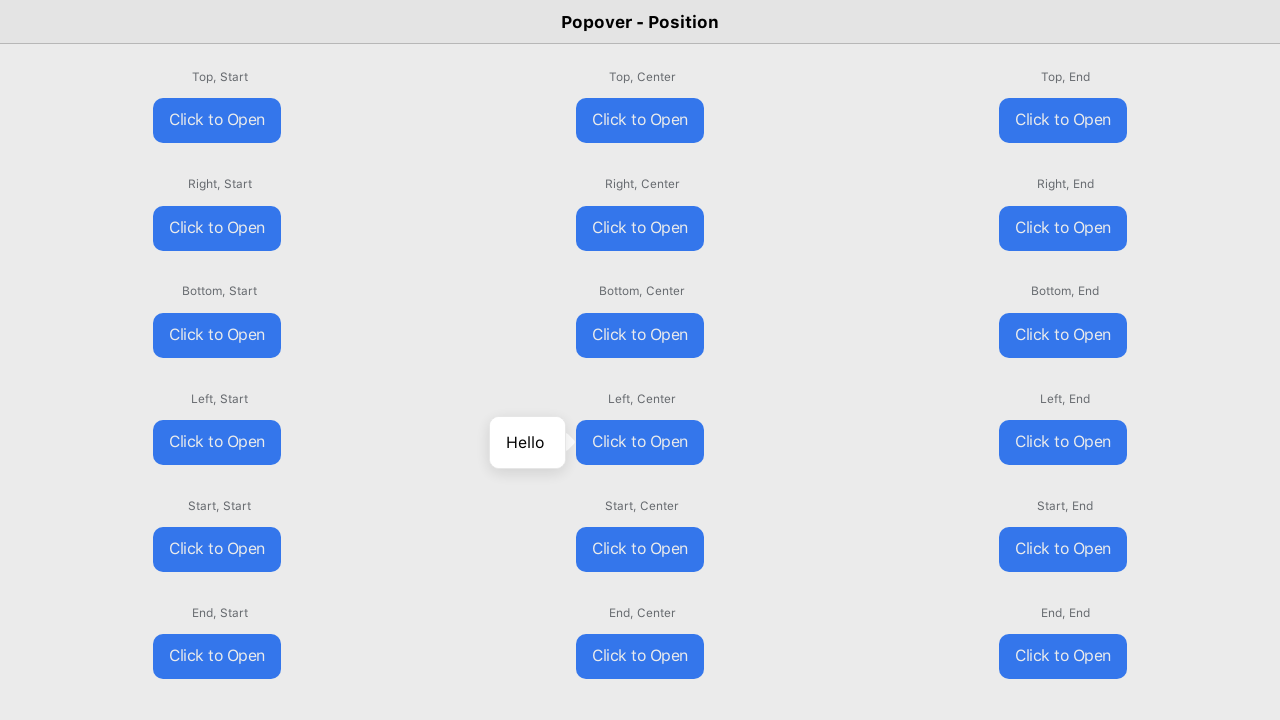 Popover - Position
Top, Start
Top, Center
Top, End
Click to Open
Click to Open
Click to Open
Right, Start
Right, Center
Right, End
Click to Open
Click to Open
Click to Open
Bottom, Start
Bottom, Center
Bottom, End
Click to Open
Click to Open
Click to Open
Left, Start
Left, Center
Left, End
Click to Open
Hello
Click to Open
Click to Open
Start, Start
Start, Center
Start, End
Click to Open
Click to Open
Click to Open
End, Start
End, Center
End, End
Click to Open
Click to Open
Click to Open